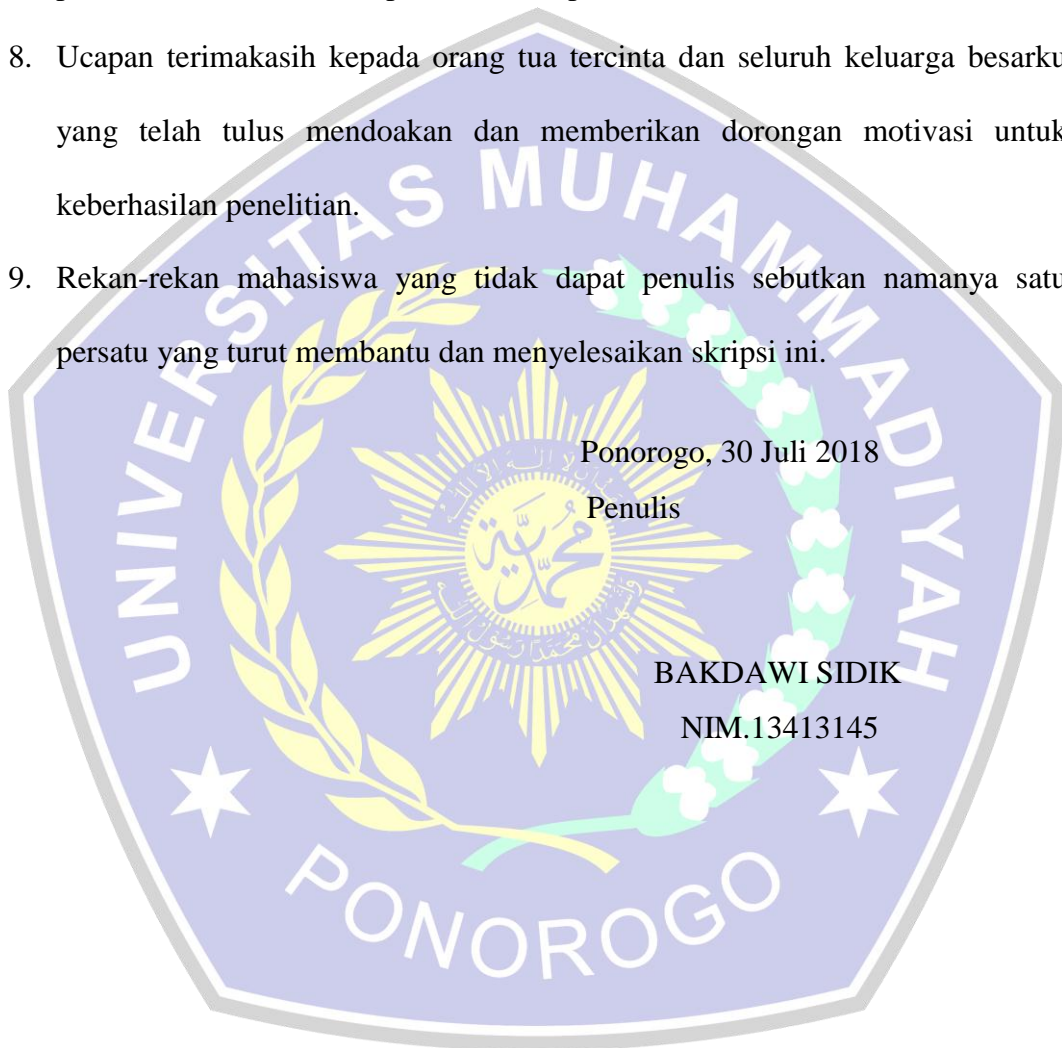 8. Ucapan terimakasih kepada orang tua tercinta dan seluruh keluarga besarku
yang telah tulus mendoakan dan memberikan dorongan motivasi untuk
keberhasilan penelitian.
9. Rekan-rekan mahasiswa yang tidak dapat penulis sebutkan namanya satu
persatu yang turut membantu dan menyelesaikan skripsi ini.
Ponorogo, 30 Juli 2018
Penulis
BAKDAWI SIDIK
NIM.13413145
UNIVERSITAS MUHAMMADIYAH
PONOROGO
محمدية